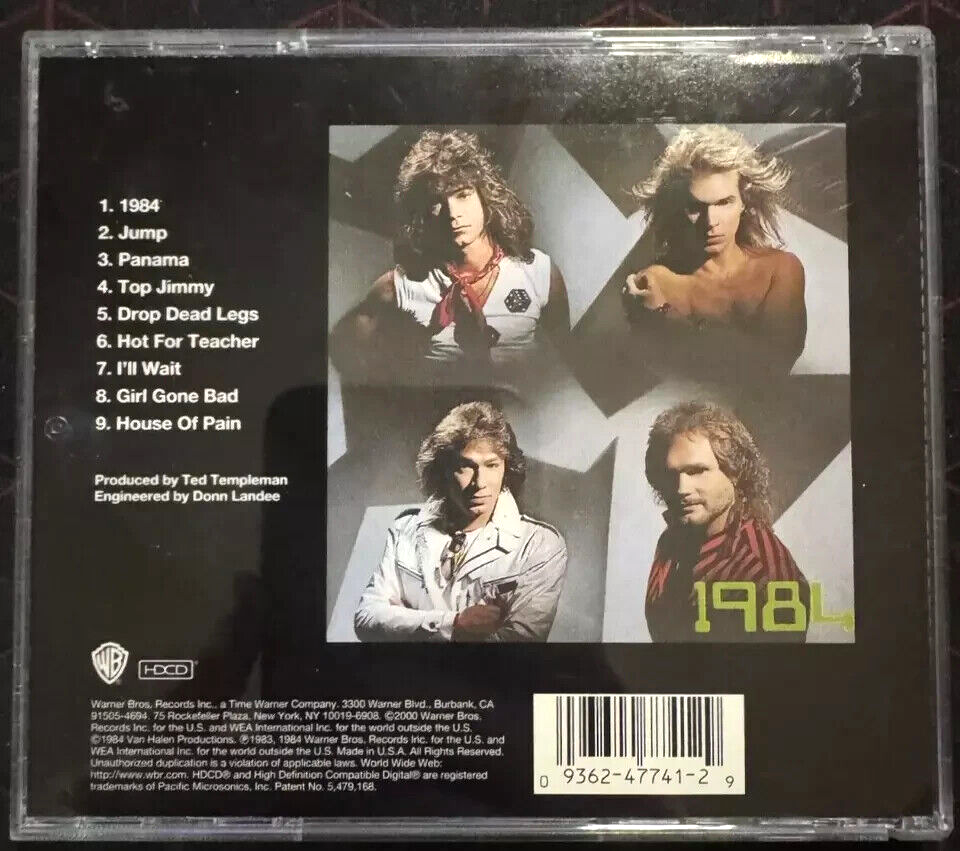 1. 1984
2. Jump
3. Panama
4. Top Jimmy
5. Drop Dead Legs
6. Hot For Teacher
7. I'll Wait
8. Girl Gone Bad
9. House Of Pain
Produced by Ted Templeman
Engineered by Donn Landee
1984
WB
HDCD®
Warner Bros. Records Inc., a Time Warner Company. 3300 Warner Blvd., Burbank, CA
91505-4694. 75 Rockefeller Plaza, New York, NY 10019-6908. ©2000 Warner Bros.
Records Inc. for the U.S. and WEA International Inc. for the world outside the U.S.
©1984 Van Halen Productions. ℗1983, 1984 Warner Bros. Records Inc. for the U.S. and
WEA International Inc. for the world outside the U.S. Made in U.S.A. All Rights Reserved.
Unauthorized duplication is a violation of applicable laws. World Wide Web:
http://www.wbr.com. HDCD® and High Definition Compatible Digital® are registered
trademarks of Pacific Microsonics, Inc. Patent No. 5,479,168.
0 9362-47741-2 9